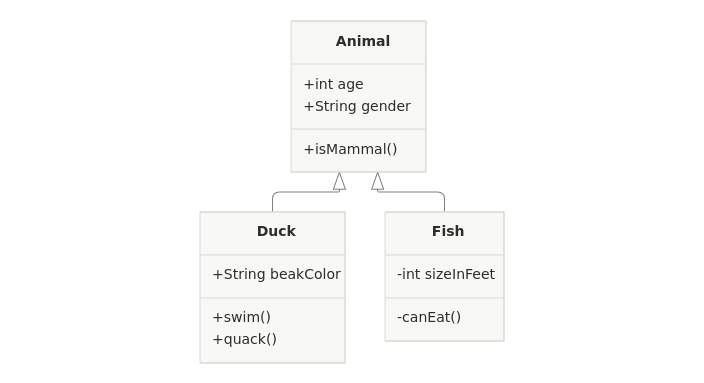 Animal
+int age
+String gender
+isMammal()
Duck
+String beakColor
+swim()
+quack()
Fish
-int sizeInFeet
-canEat()